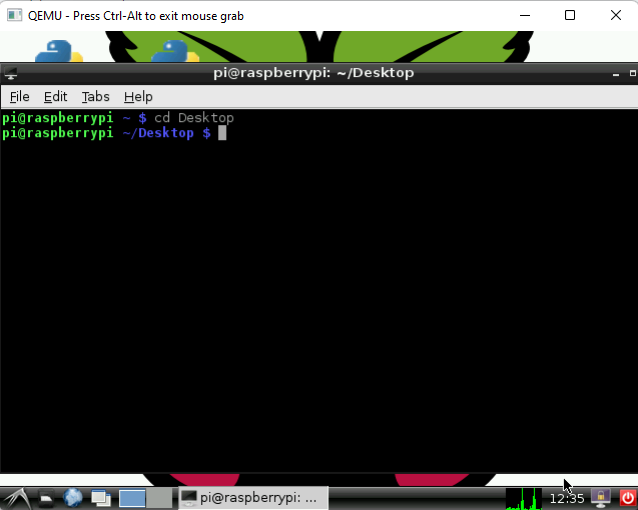 QEMU - Press Ctrl-Alt to exit mouse grab
pi@raspberrypi: ~/Desktop
File Edit Tabs Help
pi@raspberrypi ~ $ cd Desktop
pi@raspberrypi ~/Desktop $
pi@raspberrypi: ... 12:35